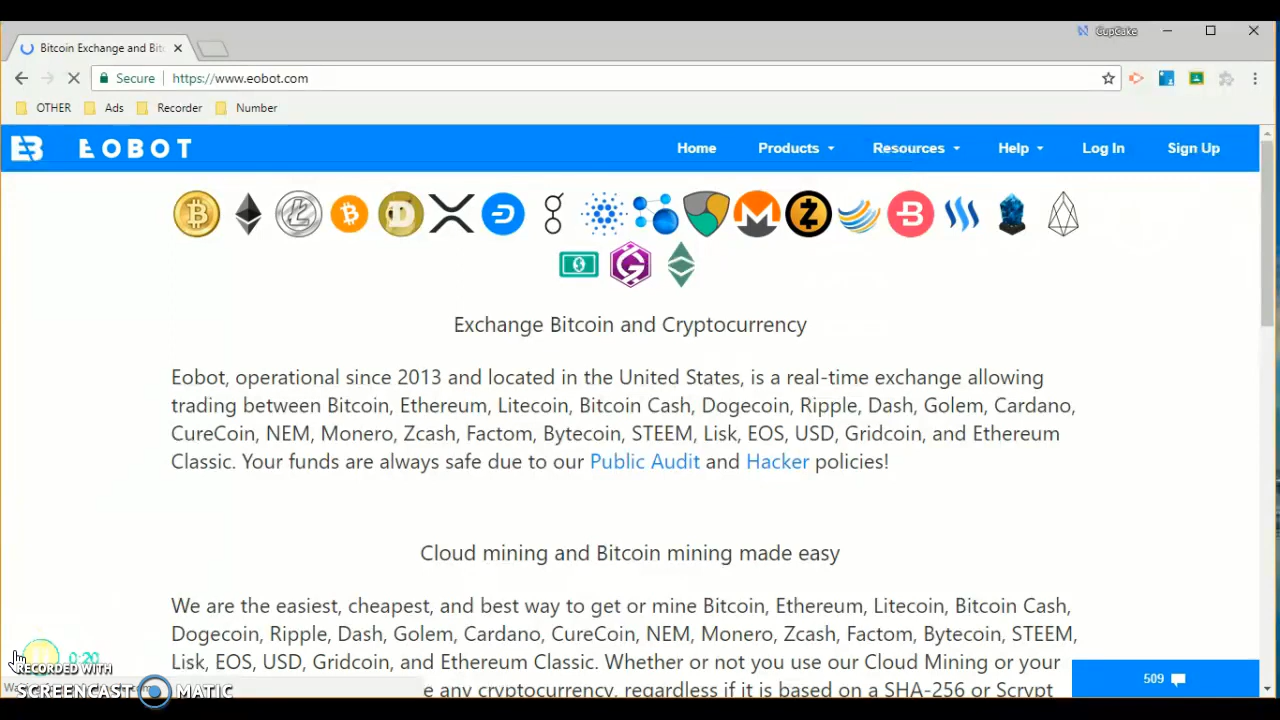 CupCake
Bitcoin Exchange and Bit
Secure https://www.eobot.com
OTHER Ads Recorder Number
EOBOT Home Products Resources Help Log In Sign Up
Exchange Bitcoin and Cryptocurrency
Eobot, operational since 2013 and located in the United States, is a real-time exchange allowing
trading between Bitcoin, Ethereum, Litecoin, Bitcoin Cash, Dogecoin, Ripple, Dash, Golem, Cardano,
CureCoin, NEM, Monero, Zcash, Factom, Bytecoin, STEEM, Lisk, EOS, USD, Gridcoin, and Ethereum
Classic. Your funds are always safe due to our Public Audit and Hacker policies!
Cloud mining and Bitcoin mining made easy
We are the easiest, cheapest, and best way to get or mine Bitcoin, Ethereum, Litecoin, Bitcoin Cash,
Dogecoin, Ripple, Dash, Golem, Cardano, CureCoin, NEM, Monero, Zcash, Factom, Bytecoin, STEEM,
Lisk, EOS, USD, Gridcoin, and Ethereum Classic. Whether or not you use our Cloud Mining or your
e any cryptocurrency, regardless if it is based on a SHA-256 or Scrypt
0:20
RECORDED WITH
SCREENCAST MATIC
509